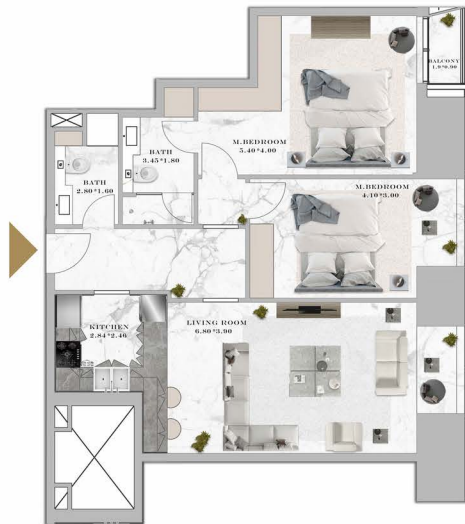 BALCONY
1.9*0.90
M.BEDROOM
5.40*4.00
BATH
3.45*1.80
BATH
2.80*1.60
M.BEDROOM
4.10*3.00
KITCHEN
2.84*2.46
LIVING ROOM
6.80*3.90